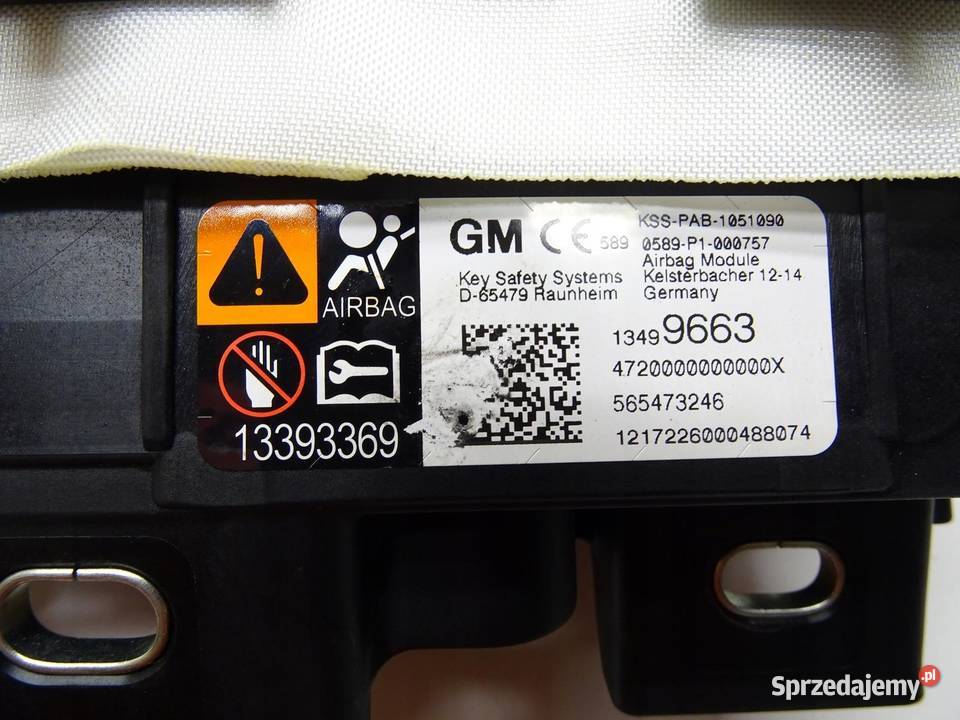 AIRBAG
13393369
GM CE 589
KSS-PAB-1051090
0589-P1-000757
Airbag Module
Key Safety Systems
D-65479 Raunheim
Kelsterbacher 12-14
Germany
13499663
4720000000000X
565473246
1217226000488074
Sprzedajemy.pl